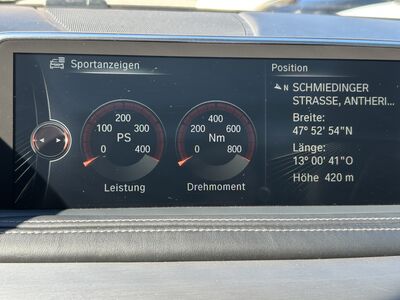 Sportanzeigen
200
100
300
PS
0
400
Leistung
400
200
600
Nm
0
800
Drehmoment
Position
N
SCHMIEDINGER
STRASSE, ANTHERI...
Breite:
47° 52' 54"N
Länge:
13° 00' 41"O
Höhe 420 m